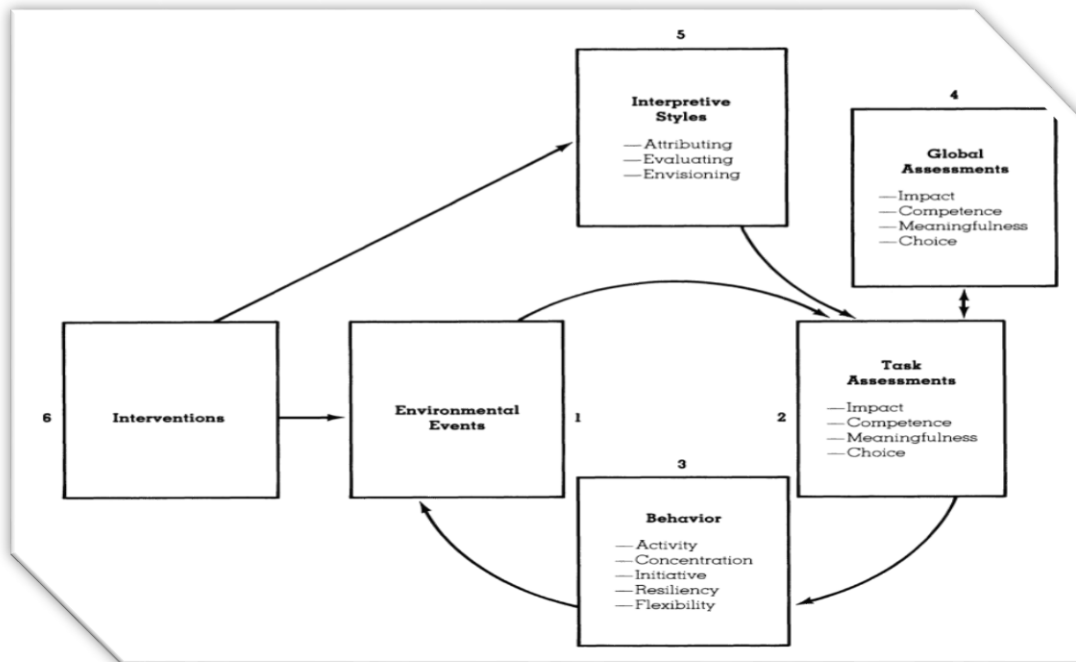 5
Interpretive
Styles
—Attributing
—Evaluating
—Envisioning
4
Global
Assessments
—Impact
—Competence
—Meaningfulness
—Choice
6
Interventions
Environmental
Events
1
2
Task
Assessments
—Impact
—Competence
—Meaningfulness
—Choice
3
Behavior
—Activity
—Concentration
—Initiative
—Resiliency
—Flexibility